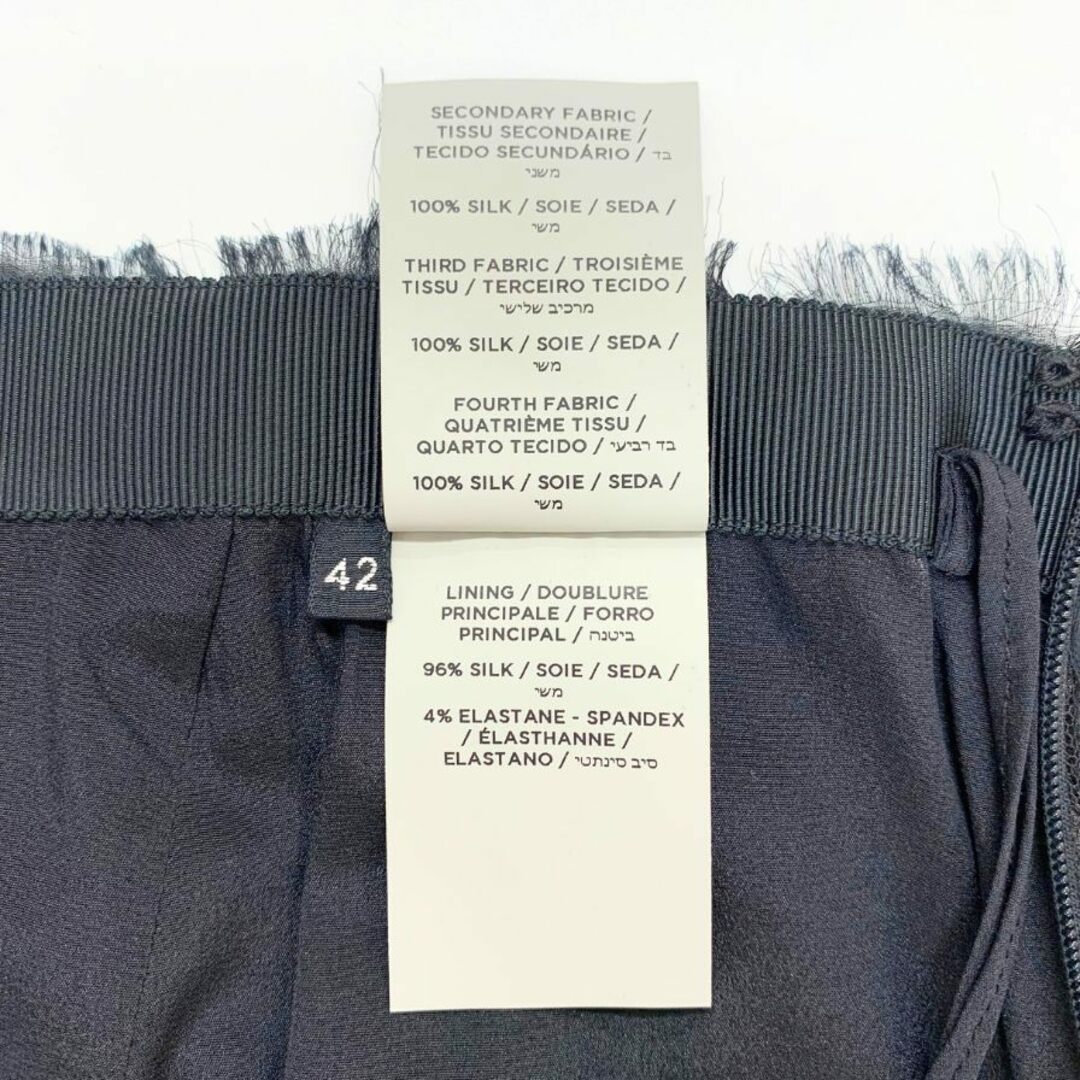 SECONDARY FABRIC /
TISSU SECONDAIRE /
TECIDO SECUNDÁRIO / בד
משני
100% SILK / SOIE / SEDA /
משי
THIRD FABRIC / TROISIÈME
TISSU / TERCEIRO TECIDO /
מרכיב שלישי
100% SILK / SOIE / SEDA /
משי
FOURTH FABRIC /
QUATRIÈME TISSU /
QUARTO TECIDO / בד רביעי
100% SILK / SOIE / SEDA /
משי
42
LINING / DOUBLURE
PRINCIPALE / FORRO
PRINCIPAL / ביטנה
96% SILK / SOIE / SEDA /
משי
4% ELASTANE - SPANDEX
/ ÉLASTHANNE /
ELASTANO / סיב סינתטי